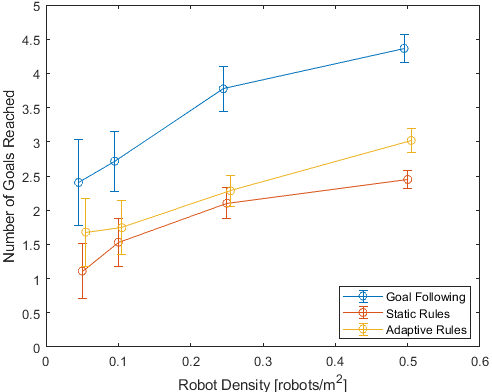 5
4.5
4
3.5
3
2.5
2
1.5
1
0.5
0
Number of Goals Reached
Goal Following
Static Rules
Adaptive Rules
0 0.1 0.2 0.3 0.4 0.5 0.6
Robot Density [robots/m²]